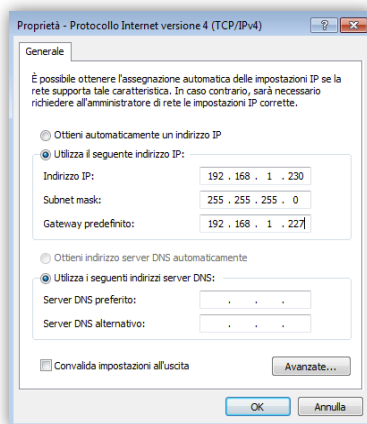 Proprietà - Protocollo Internet versione 4 (TCP/IPv4)
Generale
È possibile ottenere l'assegnazione automatica delle impostazioni IP se la
rete supporta tale caratteristica. In caso contrario, sarà necessario
richiedere all'amministratore di rete le impostazioni IP corrette.
Ottieni automaticamente un indirizzo IP
Utilizza il seguente indirizzo IP:
Indirizzo IP: 192 . 168 . 1 . 230
Subnet mask: 255 . 255 . 255 . 0
Gateway predefinito: 192 . 168 . 1 . 227
Ottieni indirizzo server DNS automaticamente
Utilizza i seguenti indirizzi server DNS:
Server DNS preferito: . . .
Server DNS alternativo: . . .
Convalida impostazioni all'uscita Avanzate...
OK Annulla